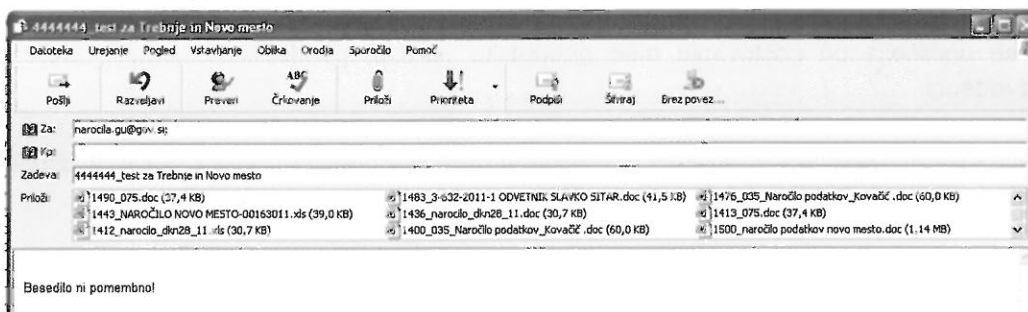 4444444_test za Trebnje in Novo mesto
Datoteka Urejanje Pogled Vstavljanje Oblika Orodja Sporočilo Pomoč
Pošlji Razveljavi Preveri Črkovanje Priloži Prioriteta Podpiši Šifriraj Brez povez...
Za: narocila.gu@gov.si;
Kp:
Zadeva: 4444444_test za Trebnje in Novo mesto
Priloži: 1490_075.doc (37,4 KB) 1483_3-632-2011-1 ODVETNIK SLAVKO SITAR.doc (41,5 KB) 1476_035_Naročilo podatkov_Kovačič .doc (60,0 KB)
1443_NAROČILO NOVO MESTO-00163011.xls (39,0 KB) 1436_narocilo_dkn28_11.doc (30,7 KB) 1413_075.doc (37,4 KB)
1412_narocilo_dkn28_11.xls (30,7 KB) 1400_035_Naročilo podatkov_Kovačič .doc (60,0 KB) 1500_naročilo podatkov novo mesto.doc (1,14 MB)
Besedilo ni pomembno!